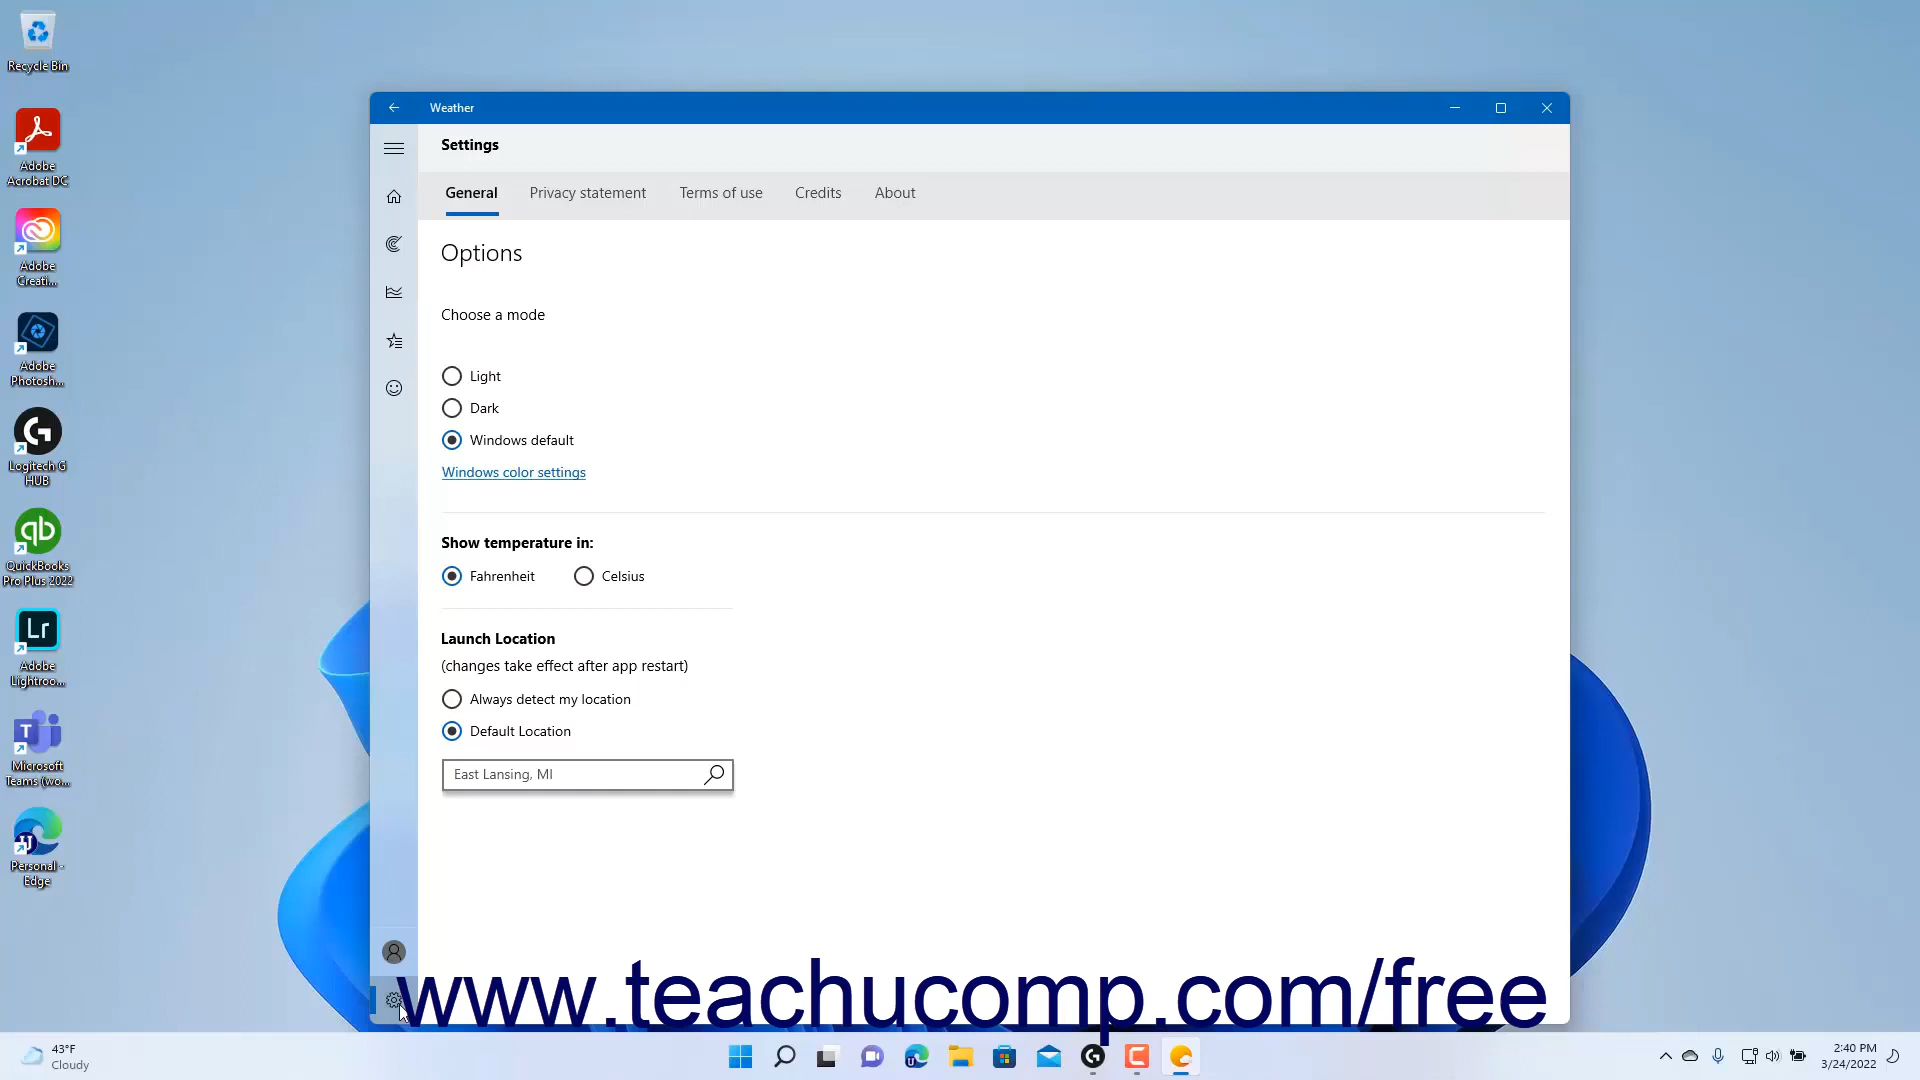 Recycle Bin
Adobe
Acrobat DC
Adobe
Creati...
Adobe
Photosh...
Logitech G
HUB
QuickBooks
Pro Plus 2022
Adobe
Lightroo...
Microsoft
Teams (wo...
Personal -
Edge
Weather
Settings
General
Privacy statement
Terms of use
Credits
About
Options
Choose a mode
Light
Dark
Windows default
Windows color settings
Show temperature in:
Fahrenheit
Celsius
Launch Location
(changes take effect after app restart)
Always detect my location
Default Location
East Lansing, MI
www.teachucomp.com/free
43°F
Cloudy
2:40 PM
3/24/2022